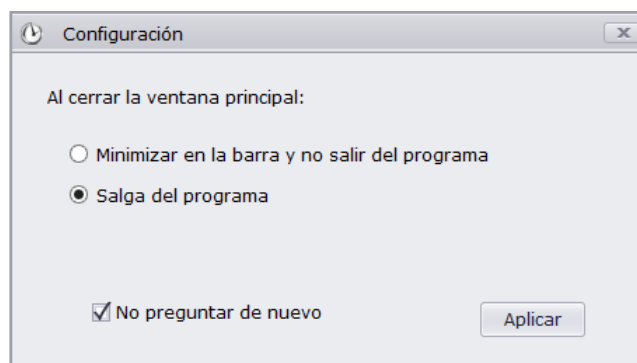 Configuración
Al cerrar la ventana principal:
Minimizar en la barra y no salir del programa
Salga del programa
No preguntar de nuevo
Aplicar